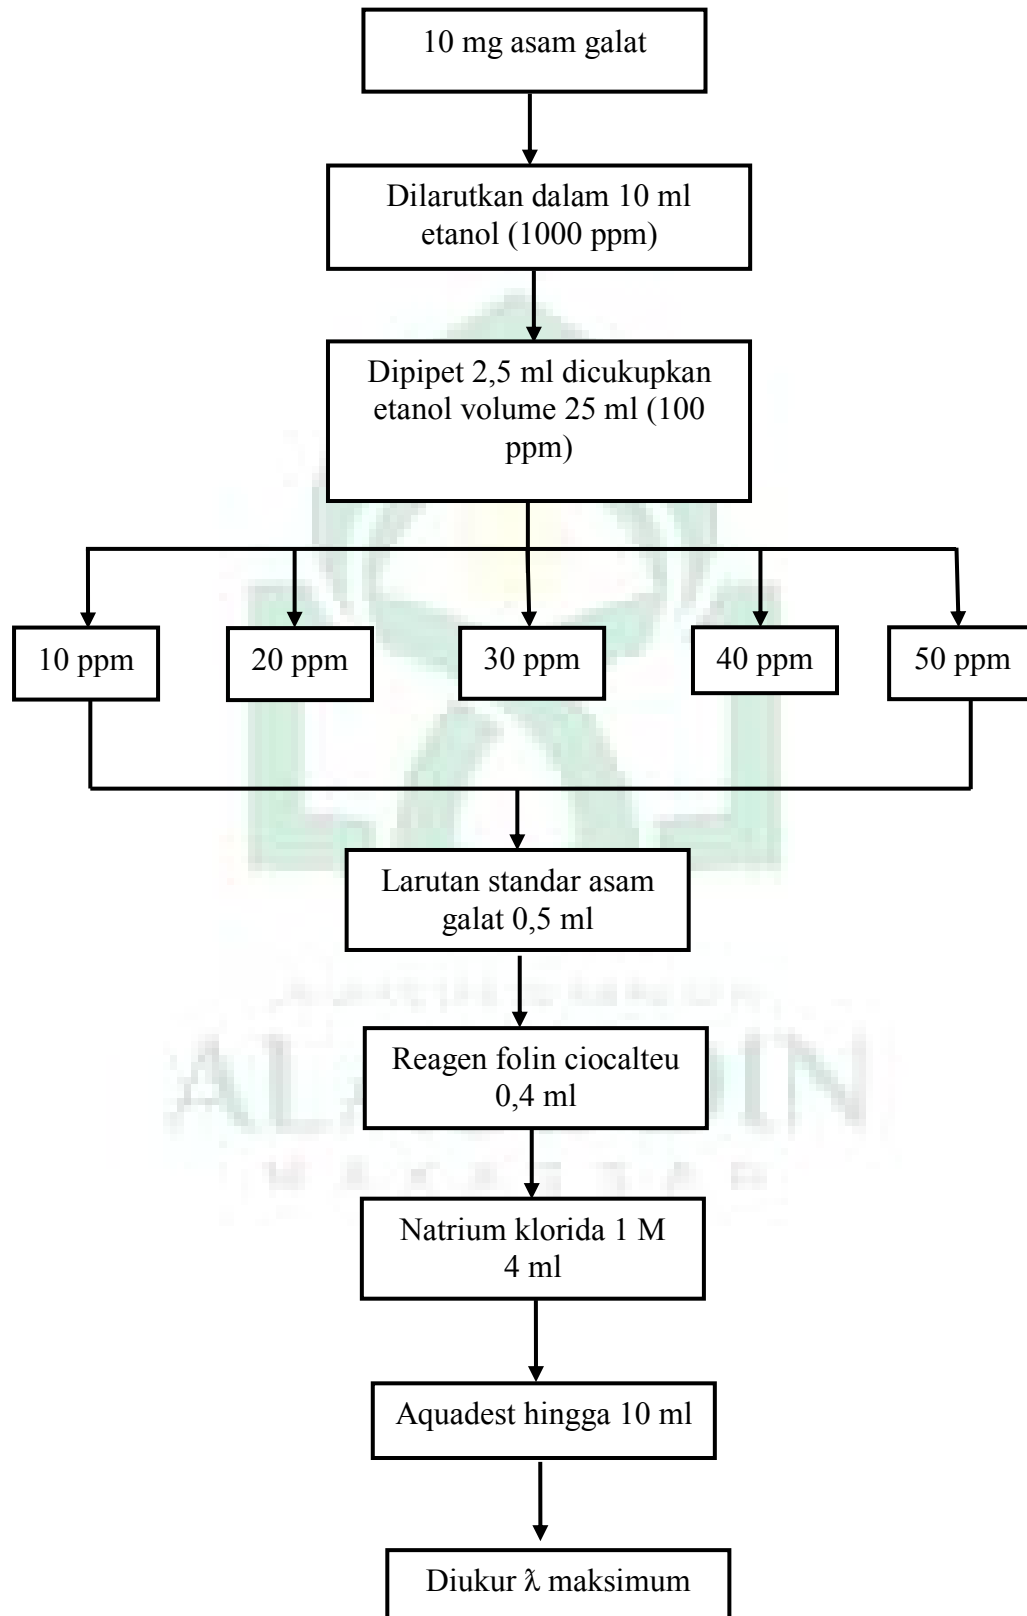 10 mg asam galat
Dilarutkan dalam 10 ml
etanol (1000 ppm)
Dipipet 2,5 ml dicukupkan
etanol volume 25 ml (100
ppm)
10 ppm
20 ppm
30 ppm
40 ppm
50 ppm
Larutan standar asam
galat 0,5 ml
Reagen folin ciocalteu
0,4 ml
Natrium klorida 1 M
4 ml
Aquadest hingga 10 ml
Diukur ƛ maksimum